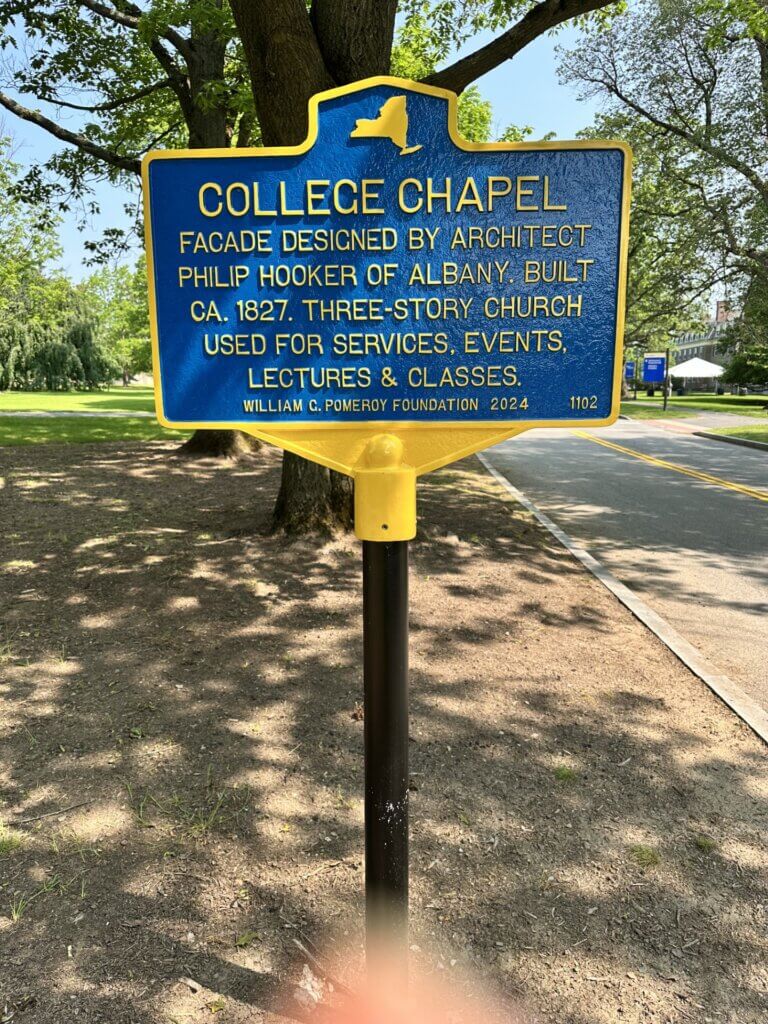 COLLEGE CHAPEL
FACADE DESIGNED BY ARCHITECT
PHILIP HOOKER OF ALBANY. BUILT
CA. 1827. THREE-STORY CHURCH
USED FOR SERVICES, EVENTS,
LECTURES & CLASSES.
WILLIAM G. POMEROY FOUNDATION 2024 1102